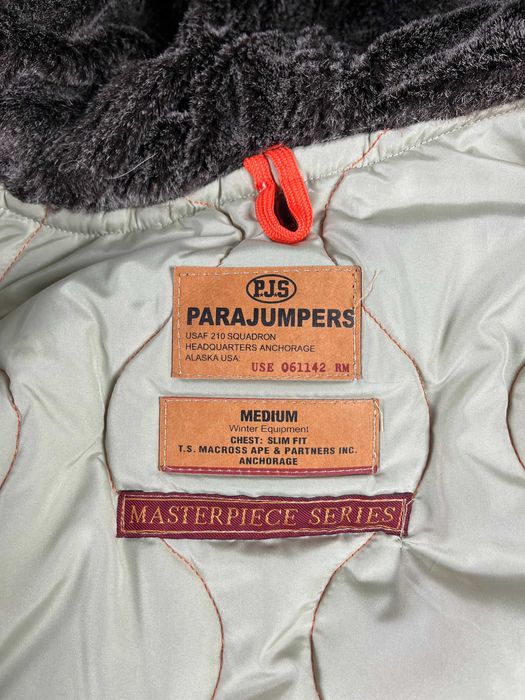 P.J.S
PARAJUMPERS
USAF 210 SQUADRON
HEADQUARTERS ANCHORAGE
ALASKA USA:
USE 061142 RM
MEDIUM
Winter Equipment
CHEST: SLIM FIT
T.S. MACROSS APE & PARTNERS INC.
ANCHORAGE
MASTERPIECE SERIES